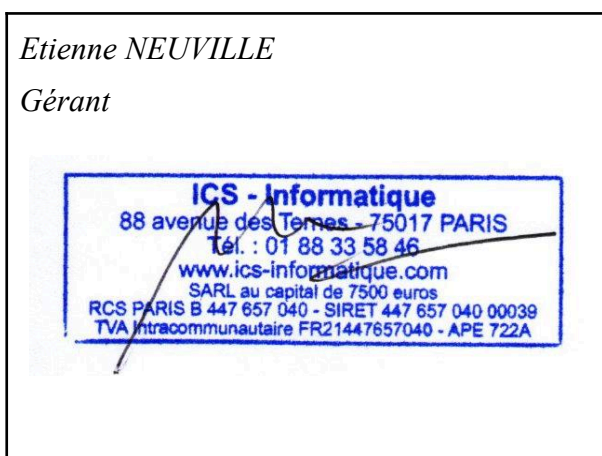 Etienne NEUVILLE
Gérant
ICS - Informatique
88 avenue des Ternes - 75017 PARIS
Tél. : 01 88 33 58 46
www.ics-informatique.com
SARL au capital de 7500 euros
RCS PARIS B 447 657 040 - SIRET 447 657 040 00039
TVA Intracommunautaire FR21447657040 - APE 722A